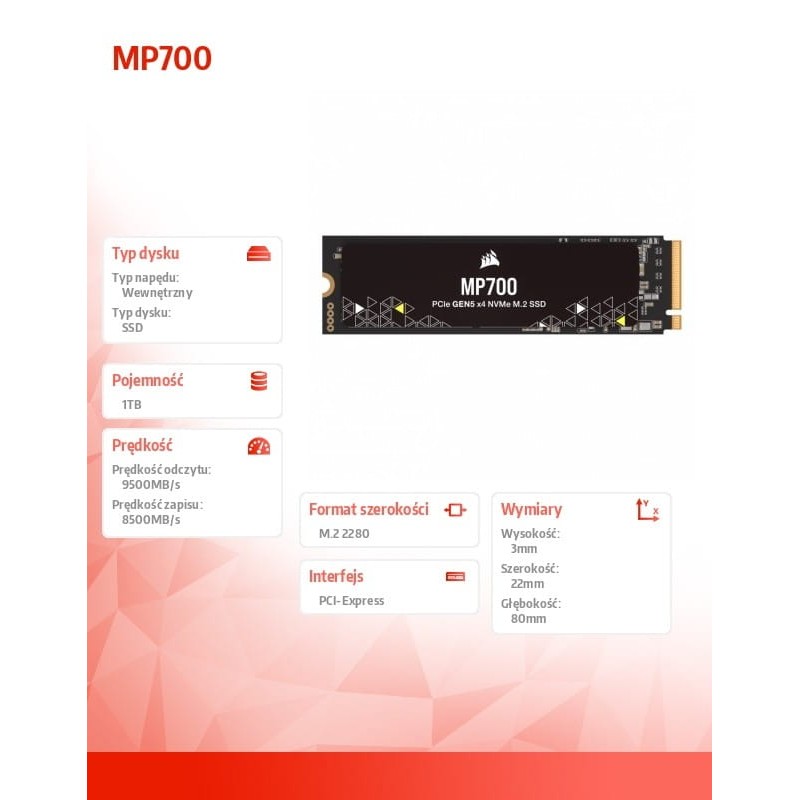 MP700
MP700
PCIe GEN5 x4 NVMe M.2 SSD
Typ dysku
Typ napędu:
Wewnętrzny
Typ dysku:
SSD
Pojemność
1TB
Prędkość
Prędkość odczytu:
9500MB/s
Prędkość zapisu:
8500MB/s
Format szerokości
M.2 2280
Interfejs
PCI-Express
Wymiary
Y
X
Wysokość:
3mm
Szerokość:
22mm
Głębokość:
80mm